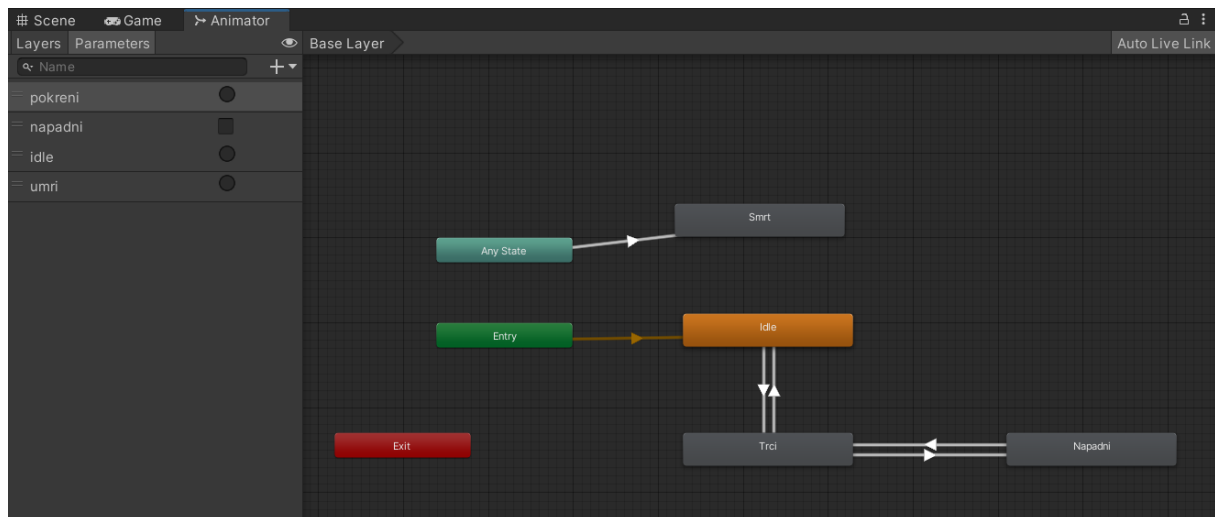 Scene Game Animator
Layers Parameters Base Layer Auto Live Link
Name
pokreni
napadni
idle
umri
Smrt
Any State
Idle
Entry
Exit
Trci
Napadni